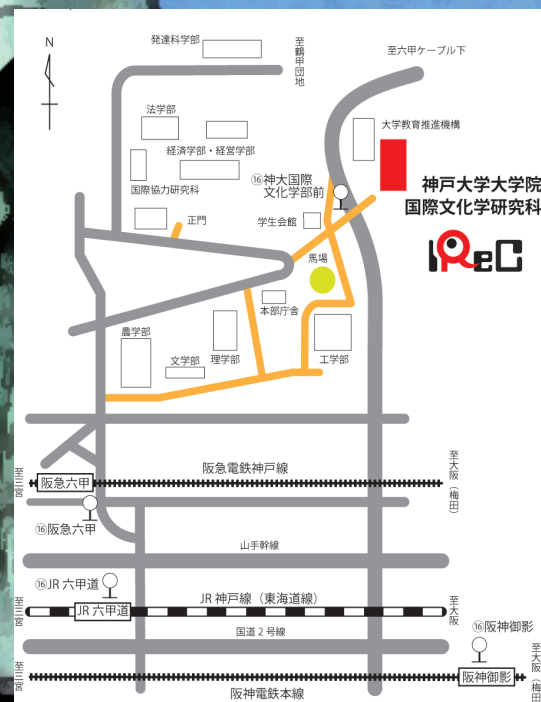 N
発達科学部
至鶴甲団地
至六甲ケーブル下
法学部
大学教育推進機構
経済学部・経営学部
国際協力研究科
⑯神大国際
文化学部前
神戸大学大学院
国際文化学研究科
IReC
正門
学生会館
馬場
本部庁舎
農学部
文学部
理学部
工学部
阪急電鉄神戸線
至三宮
阪急六甲
至大阪（梅田）
⑯阪急六甲
山手幹線
⑯JR 六甲道
至三宮
JR 神戸線（東海道線）
JR 六甲道
至大阪
国道２号線
⑯阪神御影
至三宮
阪神電鉄本線
阪神御影
至大阪（梅田）